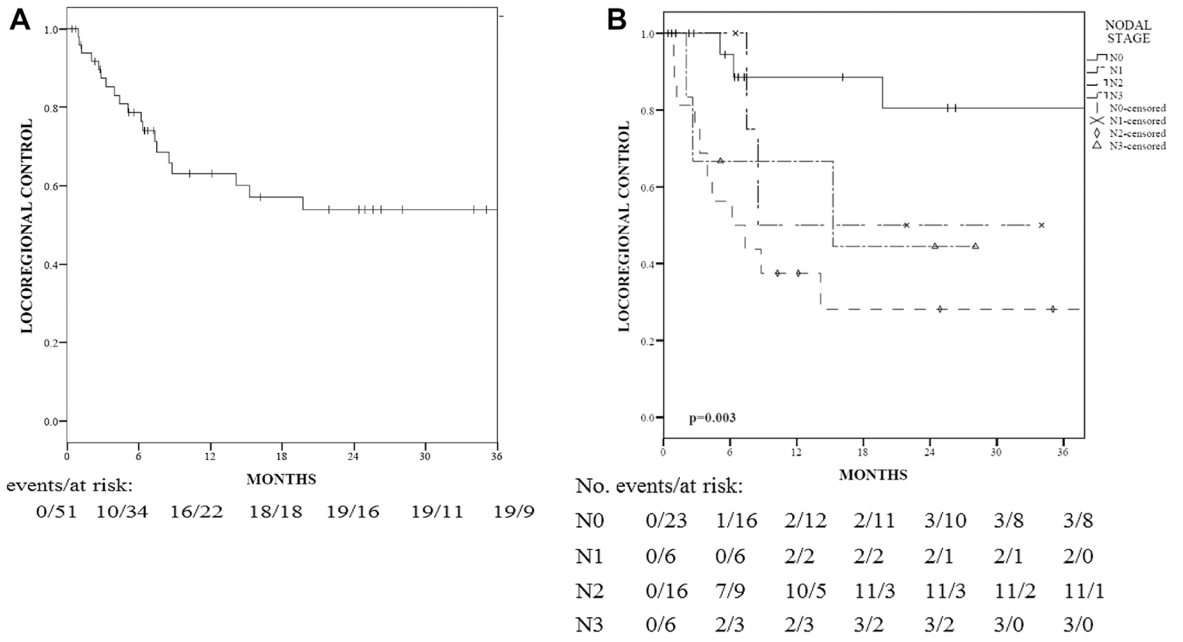 A
LOCOREGIONAL CONTROL
1.0
0.8
0.6
0.4
0.2
0.0
0 6 12 18 24 30 36
MONTHS
events/at risk:
0/51 10/34 16/22 18/18 19/16 19/11 19/9
B
LOCOREGIONAL CONTROL
1.0
0.8
0.6
0.4
0.2
0.0
p=0.003
0 6 12 18 24 30 36
MONTHS
NODAL
STAGE
N0
N1
N2
N3
N0-censored
N1-censored
N2-censored
N3-censored
No. events/at risk:
N0 0/23 1/16 2/12 2/11 3/10 3/8 3/8
N1 0/6 0/6 2/2 2/2 2/1 2/1 2/0
N2 0/16 7/9 10/5 11/3 11/3 11/2 11/1
N3 0/6 2/3 2/3 3/2 3/2 3/0 3/0